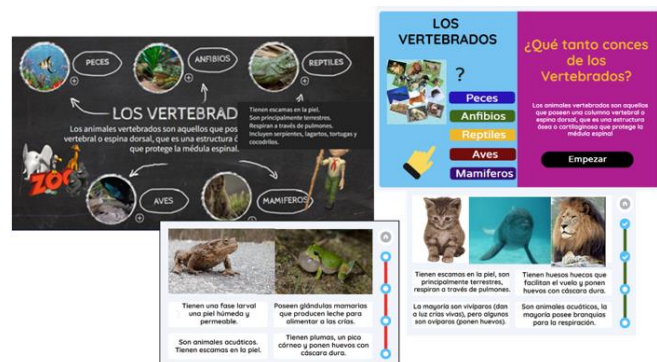 PECES
ANFIBIOS
REPTILES
LOS VERTEBRAD
Los animales vertebrados son aquellos que pos
vertebral o espina dorsal, que es una estructura ó
que protege la médula espinal.
Tienen escamas en la piel.
Son principalmente terrestres,
Respiran a través de pulmones.
Incluyen serpientes, lagartos, tortugas y
cocodrilos.
ZOO
AVES
MAMIFEROS
LOS
VERTEBRADOS
?
Peces
Anfibios
Reptiles
Aves
Mamiferos
¿Qué tanto conces
de los
Vertebrados?
Los animales vertebrados son aquellos
que poseen una columna vertebral o
espina dorsal, que es una estructura
ósea o cartilaginosa que protege la
médula espinal
Empezar
Tienen una fase larval
una piel húmeda y
permeable.
Poseen glándulas mamarias
que producen leche para
alimentar a las crías.
Son animales acuáticos.
Tienen escamas en la piel.
Tienen plumas, un pico
córneo y ponen huevos con
cáscara dura.
Tienen escamas en la piel, son
principalmente terrestres,
respiran a través de pulmones.
Tienen huesos huecos que
facilitan el vuelo y ponen
huevos con cáscara dura.
La mayoría son vivíparos (dan
a luz crías vivas), pero algunos
son ovíparos (ponen huevos).
Son animales acuáticos, la
mayoría posee branquias
para la respiración.